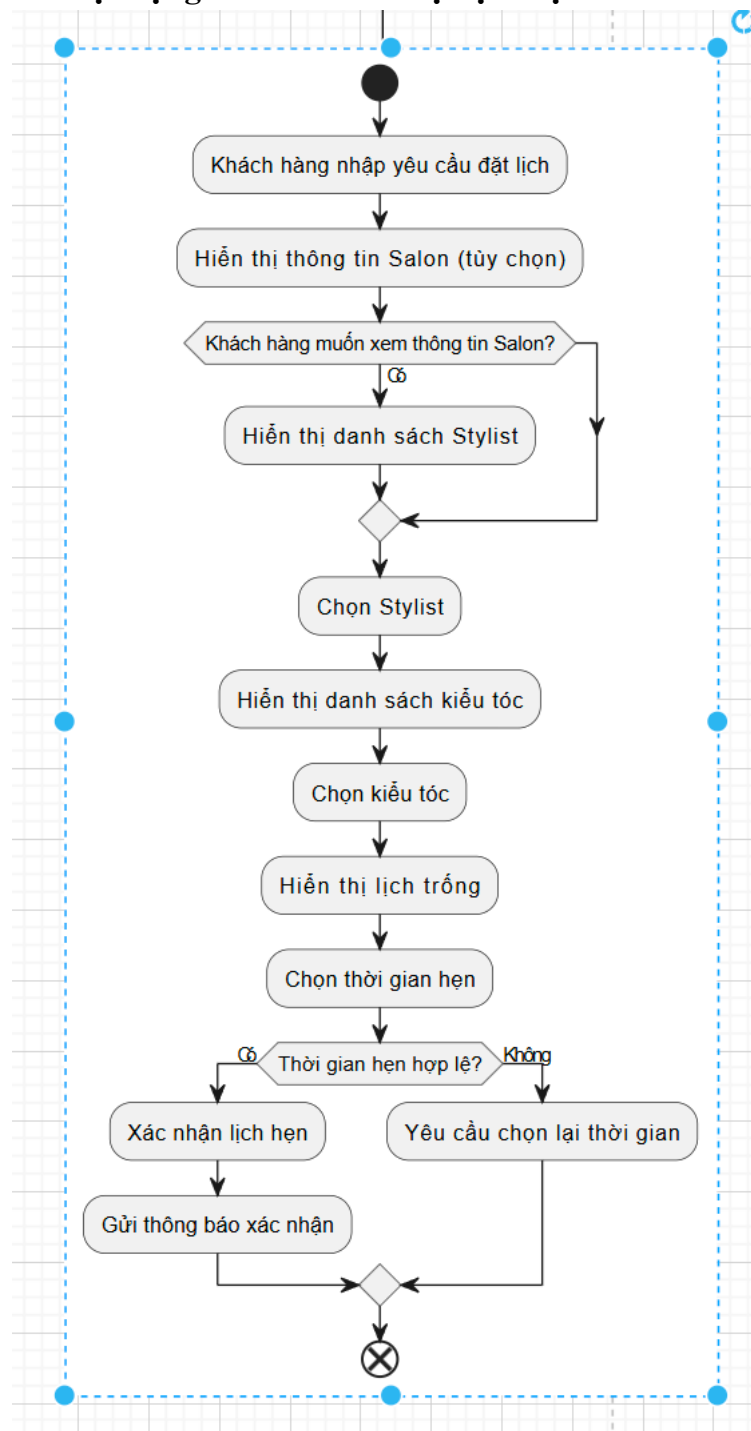 Khách hàng nhập yêu cầu đặt lịch
Hiển thị thông tin Salon (tùy chọn)
Khách hàng muốn xem thông tin Salon?
Có
Hiển thị danh sách Stylist
Chọn Stylist
Hiển thị danh sách kiểu tóc
Chọn kiểu tóc
Hiển thị lịch trống
Chọn thời gian hẹn
Có
Thời gian hẹn hợp lệ?
Không
Xác nhận lịch hẹn
Yêu cầu chọn lại thời gian
Gửi thông báo xác nhận